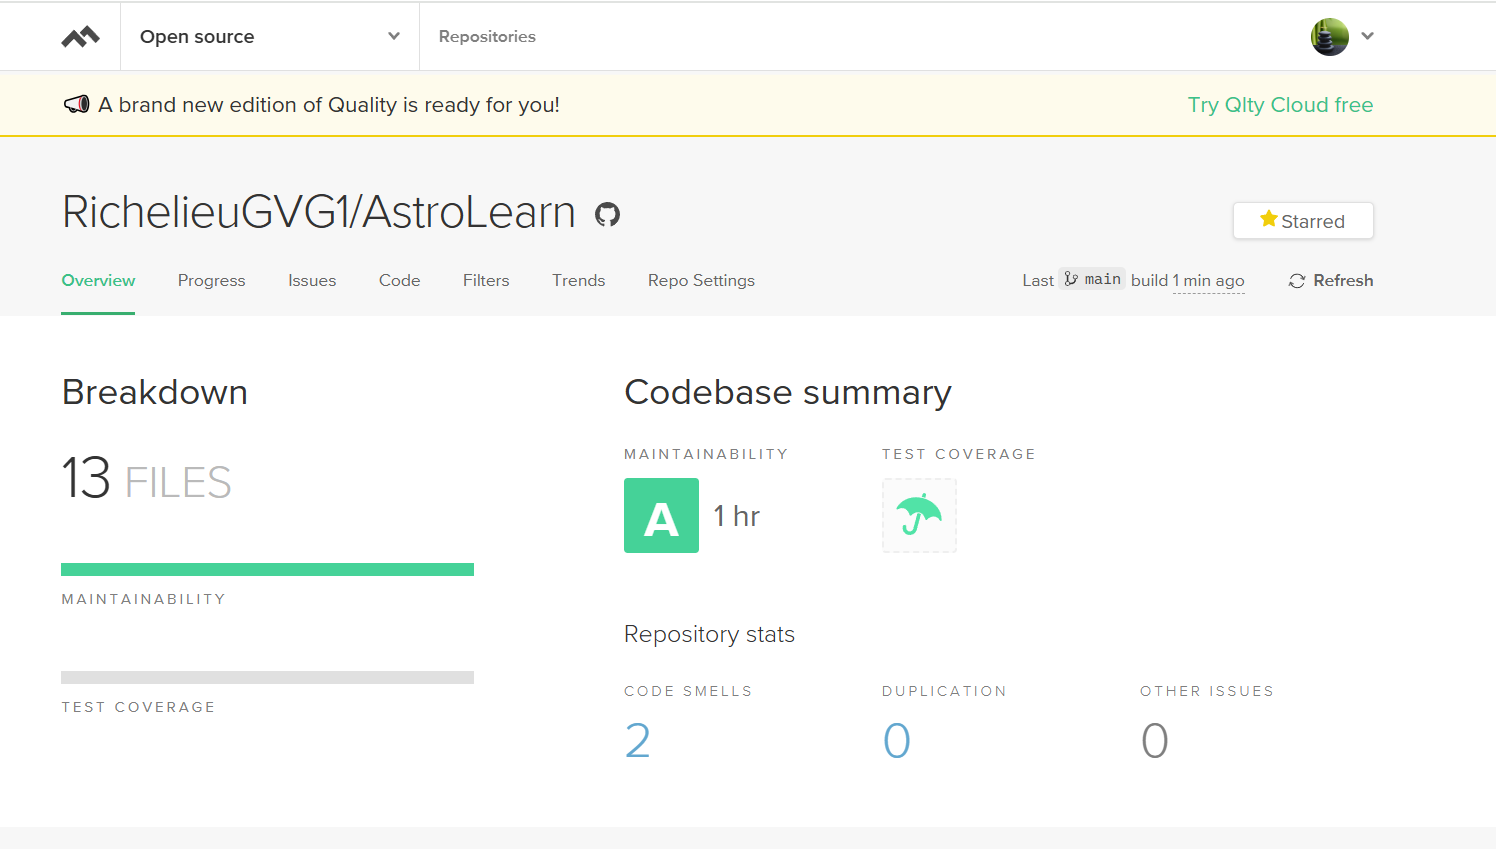 Open source
Repositories
A brand new edition of Quality is ready for you!
Try Qlty Cloud free
RichelieuGVG1/AstroLearn
Starred
Overview Progress Issues Code Filters Trends Repo Settings
Last main build 1 min ago
Refresh
Breakdown
13 FILES
MAINTAINABILITY
TEST COVERAGE
Codebase summary
MAINTAINABILITY
A 1 hr
TEST COVERAGE
Repository stats
CODE SMELLS
2
DUPLICATION
0
OTHER ISSUES
0